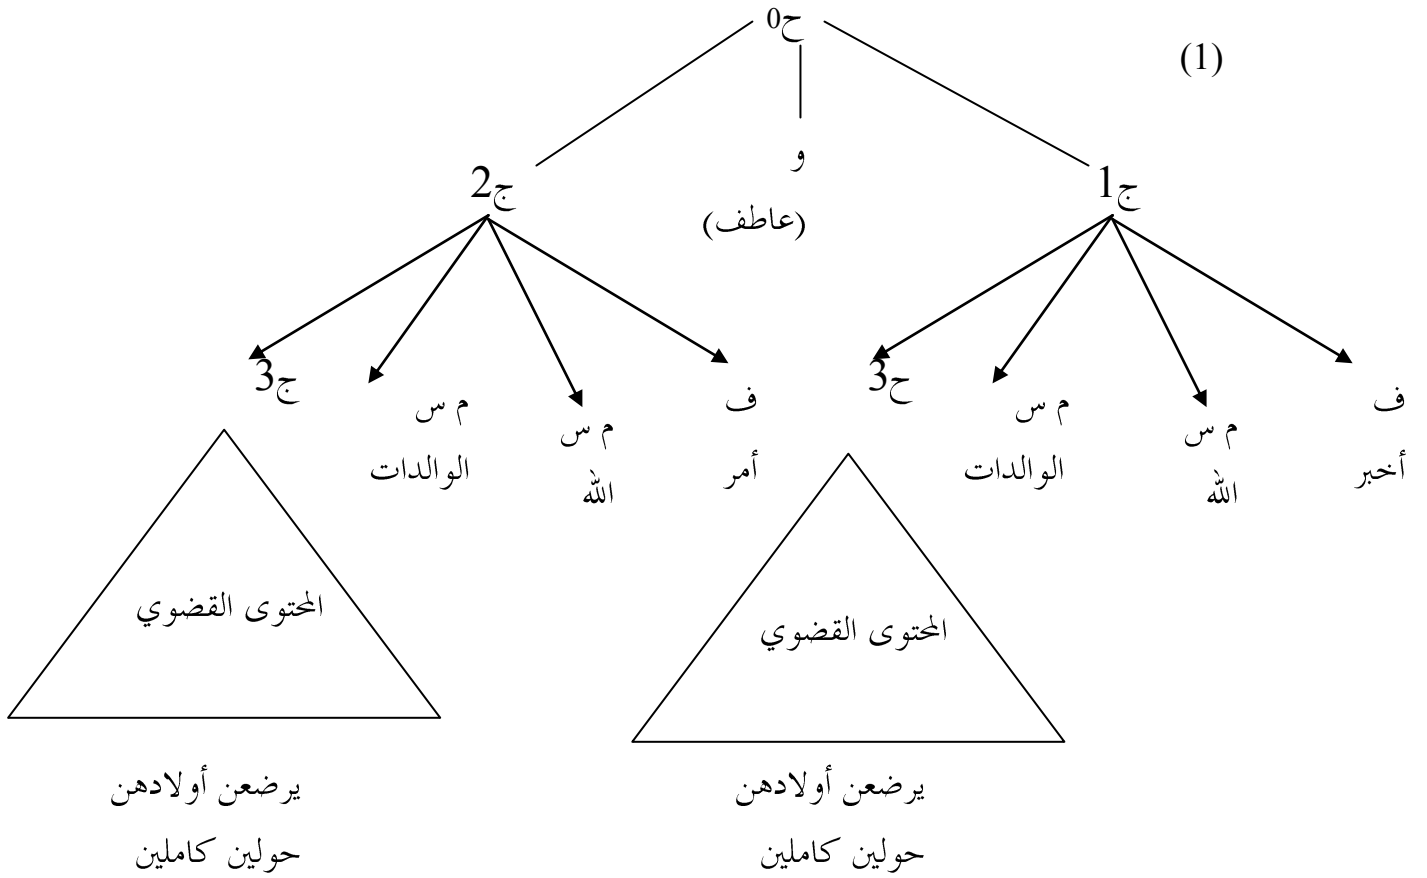 (1)
ح0
و
(عاطف)
ج1
ج2
ف
أخبر
م س
الله
م س
الوالدات
ح3
ف
أمر
م س
الله
م س
الوالدات
ج3
المحتوى القضوي
المحتوى القضوي
يرضعن أولادهن
حولين كاملين
يرضعن أولادهن
حولين كاملين